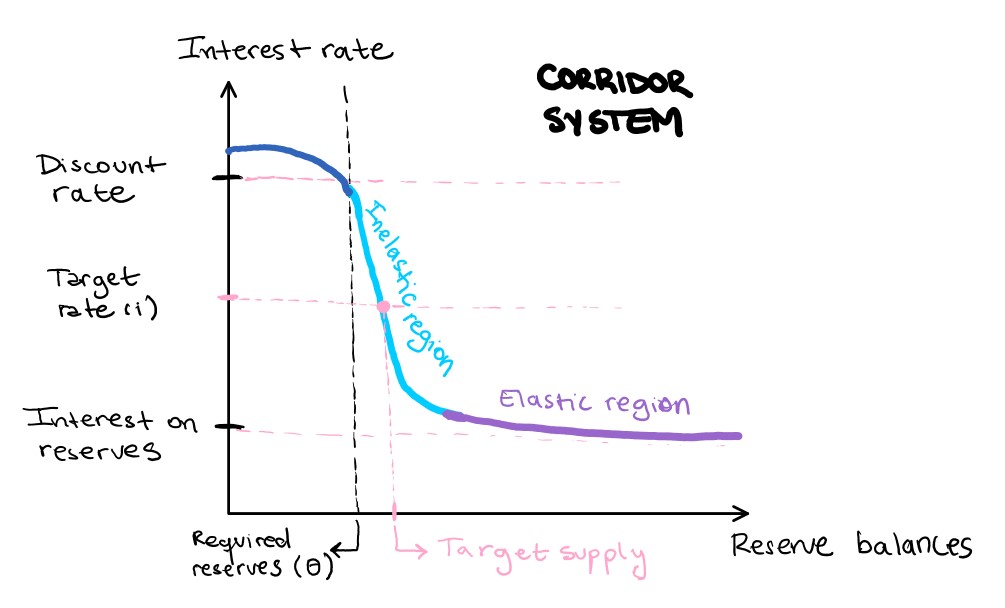 Interest rate
CORRIDOR
SYSTEM
Discount
rate
Inelastic region
Target
rate (i)
Elastic region
Interest on
reserves
Required
reserves (θ)
Target supply
Reserve balances